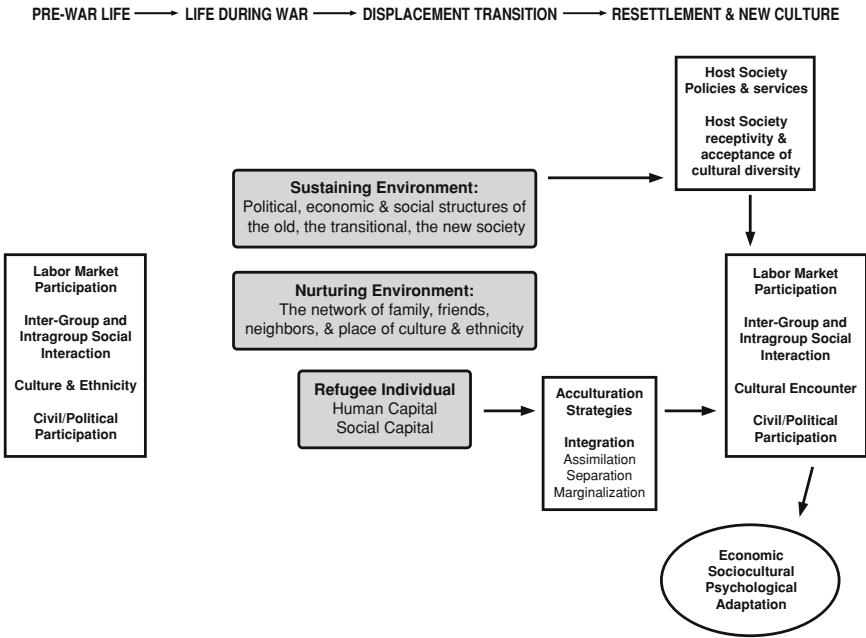 PRE-WAR LIFE → LIFE DURING WAR → DISPLACEMENT TRANSITION → RESETTLEMENT & NEW CULTURE
Host Society
Policies & services
Host Society
receptivity &
acceptance of
cultural diversity
Sustaining Environment:
Political, economic & social structures of
the old, the transitional, the new society
Labor Market
Participation
Inter-Group and
Intragroup Social
Interaction
Culture & Ethnicity
Civil/Political
Participation
Nurturing Environment:
The network of family, friends,
neighbors, & place of culture & ethnicity
Refugee Individual
Human Capital
Social Capital
Acculturation
Strategies
Integration
Assimilation
Separation
Marginalization
Labor Market
Participation
Inter-Group and
Intragroup Social
Interaction
Cultural Encounter
Civil/Political
Participation
Economic
Sociocultural
Psychological
Adaptation